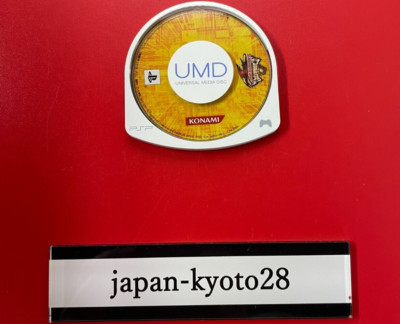 UMD
UNIVERSAL MEDIA DISC
KONAMI
PSP
japan-kyoto28